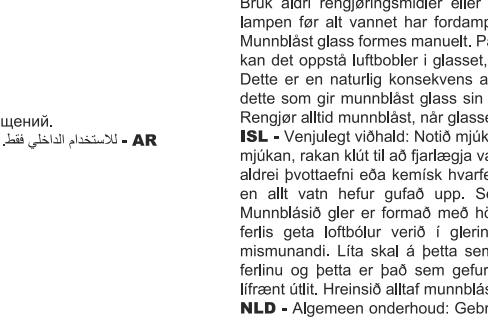 щений.
AR - للاستخدام الداخلي فقط.
Bruk aldri rengjøringsmidler eller
lampen før alt vannet har fordamp
Munnblåst glass formes manuelt. P
kan det oppstå luftbobler i glasset,
Dette er en naturlig konsekvens a
dette som gir munnblåst glass sin
Rengjør alltid munnblåst, når glasse
ISL - Venjulegt viðhald: Notið mjúk
mjúkan, rakan klút til að fjarlægja va
aldrei þvottaefni eða kemísk hvarfe
en allt vatn hefur gufað upp. Se
Munnblásið gler er formað með hö
ferlis geta loftbólur verið í glerin
mismunandi. Líta skal á þetta sem
ferlinu og þetta er það sem gefur
lífrænt útlit. Hreinsið alltaf munnblás
NLD - Algemeen onderhoud: Gebr